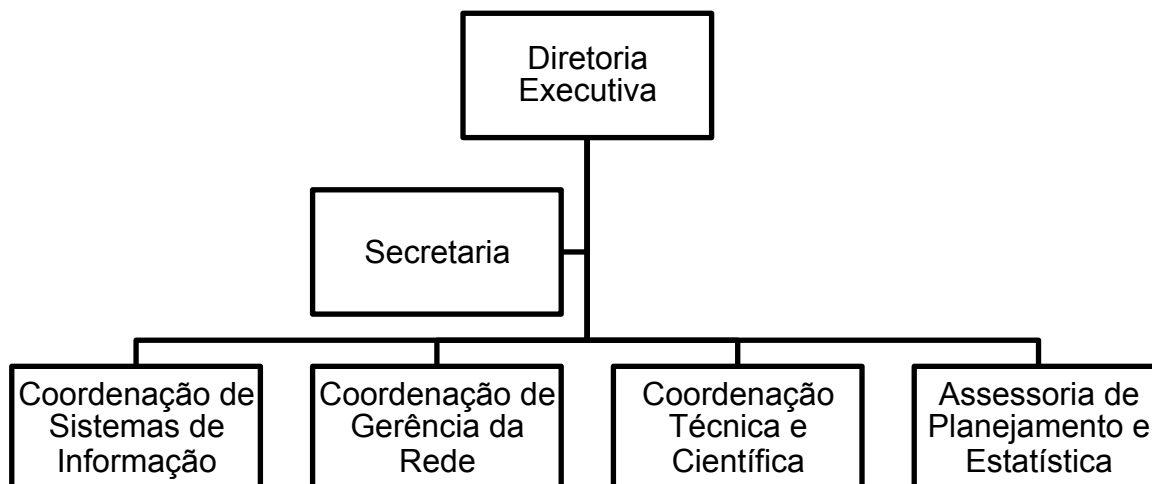 Diretoria
Executiva
Secretaria
Coordenação de
Sistemas de
Informação
Coordenação de
Gerência da
Rede
Coordenação
Técnica e
Científica
Assessoria de
Planejamento e
Estatística